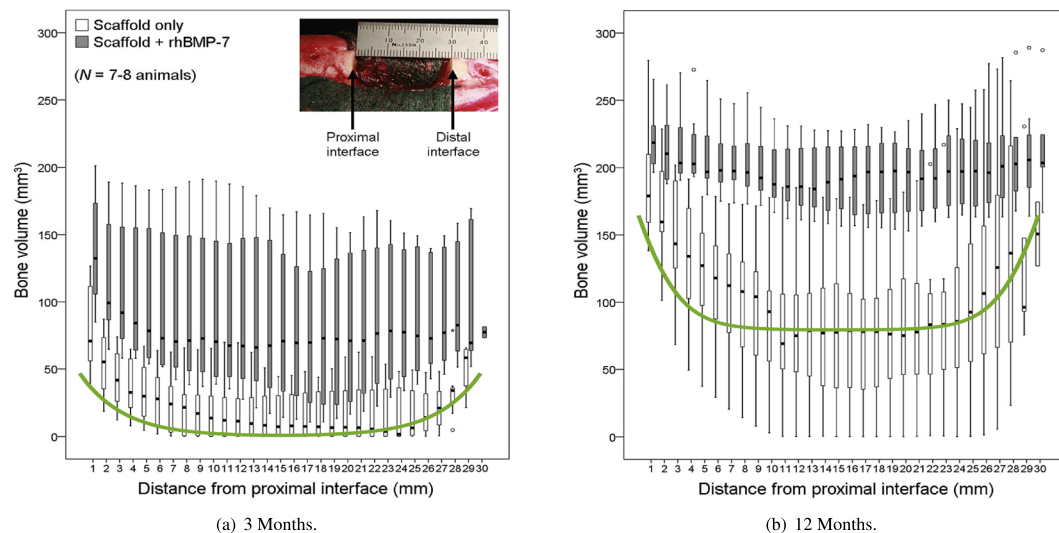 300
250
200
150
100
50
0
Bone volume (mm³)
Scaffold only
Scaffold + rhBMP-7
(N = 7-8 animals)
10 20 30 40
Proximal interface
Distal interface
1 2 3 4 5 6 7 8 9 10 11 12 13 14 15 16 17 18 19 20 21 22 23 24 25 26 27 28 29 30
Distance from proximal interface (mm)
(a) 3 Months.
300
250
200
150
100
50
0
Bone volume (mm³)
1 2 3 4 5 6 7 8 9 10 11 12 13 14 15 16 17 18 19 20 21 22 23 24 25 26 27 28 29 30
Distance from proximal interface (mm)
(b) 12 Months.